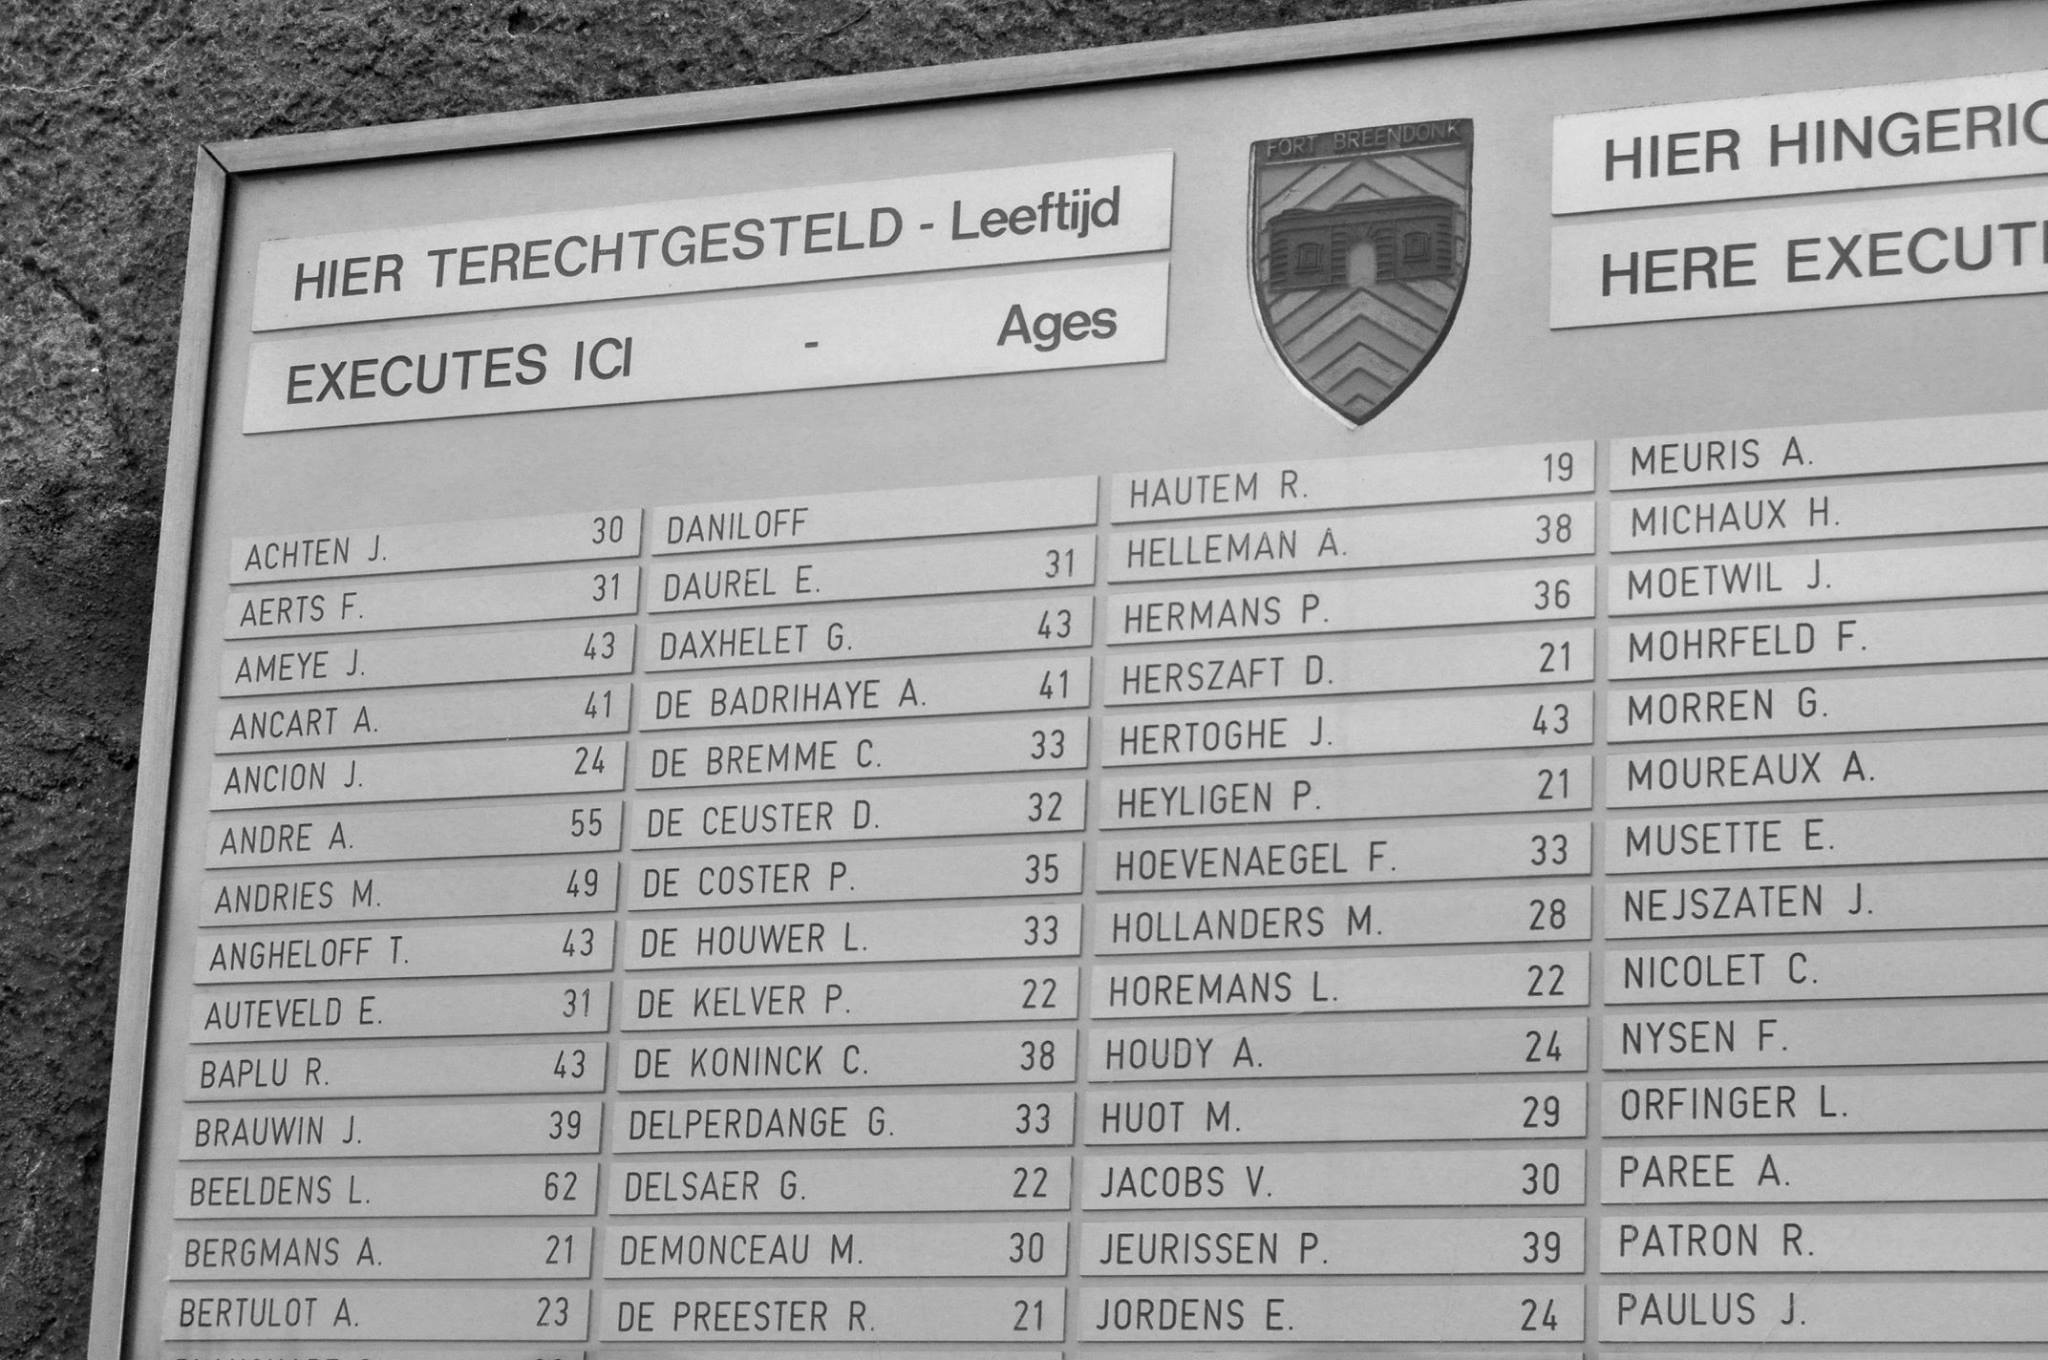 FORT BREENDONK
HIER TERECHTGESTELD - Leeftijd
EXECUTES ICI - Ages
HIER HINGERIC
HERE EXECUT
ACHTEN J. 30
AERTS F. 31
AMEYE J. 43
ANCART A. 41
ANCION J. 24
ANDRE A. 55
ANDRIES M. 49
ANGHELOFF T. 43
AUTEVELD E. 31
BAPLU R. 43
BRAUWIN J. 39
BEELDENS L. 62
BERGMANS A. 21
BERTULOT A. 23
DANILOFF
DAUREL E. 31
DAXHELET G. 43
DE BADRIHAYE A. 41
DE BREMME C. 33
DE CEUSTER D. 32
DE COSTER P. 35
DE HOUWER L. 33
DE KELVER P. 22
DE KONINCK C. 38
DELPERDANGE G. 33
DELSAER G. 22
DEMONCEAU M. 30
DE PREESTER R. 21
HAUTEM R. 19
HELLEMAN A. 38
HERMANS P. 36
HERSZAFT D. 21
HERTOGHE J. 43
HEYLIGEN P. 21
HOEVENAEGEL F. 33
HOLLANDERS M. 28
HOREMANS L. 22
HOUDY A. 24
HUOT M. 29
JACOBS V. 30
JEURISSEN P. 39
JORDENS E. 24
MEURIS A.
MICHAUX H.
MOETWIL J.
MOHRFELD F.
MORREN G.
MOUREAUX A.
MUSETTE E.
NEJSZATEN J.
NICOLET C.
NYSEN F.
ORFINGER L.
PAREE A.
PATRON R.
PAULUS J.